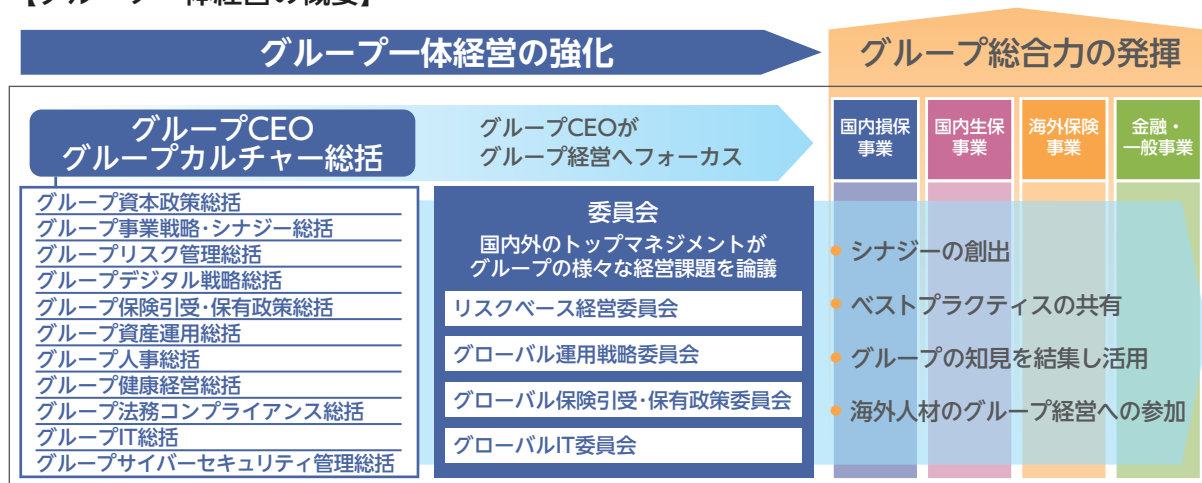 【グループ一体経営の概要】
グループ一体経営の強化
グループ総合力の発揮
グループCEO
グループカルチャー総括
グループCEOが
グループ経営へフォーカス
国内損保
事業
国内生保
事業
海外保険
事業
金融・
一般事業
グループ資本政策総括
グループ事業戦略・シナジー総括
グループリスク管理総括
グループデジタル戦略総括
グループ保険引受・保有政策総括
グループ資産運用総括
グループ人事総括
グループ健康経営総括
グループ法務コンプライアンス総括
グループIT総括
グループサイバーセキュリティ管理総括
委員会
国内外のトップマネジメントが
グループの様々な経営課題を論議
リスクベース経営委員会
グローバル運用戦略委員会
グローバル保険引受・保有政策委員会
グローバルIT委員会
• シナジーの創出
• ベストプラクティスの共有
• グループの知見を結集し活用
• 海外人材のグループ経営への参加